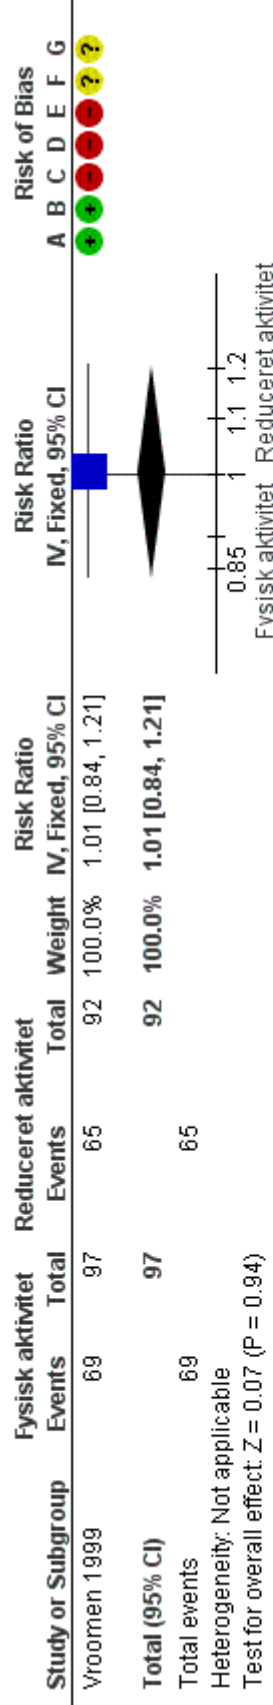 Fysisk aktivitet Reduceret aktivitet Risk Ratio Risk Ratio Risk of Bias
Study or Subgroup Events Total Events Total Weight IV, Fixed, 95% CI IV, Fixed, 95% CI A B C D E F G
Vroomen 1999 69 97 65 92 100.0% 1.01 [0.84, 1.21] + + - - - ? ?
Total (95% CI) 97 92 100.0% 1.01 [0.84, 1.21]
Total events 69 65
Heterogeneity: Not applicable
Test for overall effect: Z = 0.07 (P = 0.94)
0.85 1 1.1 1.2
Fysisk aktivitet Reduceret aktivitet